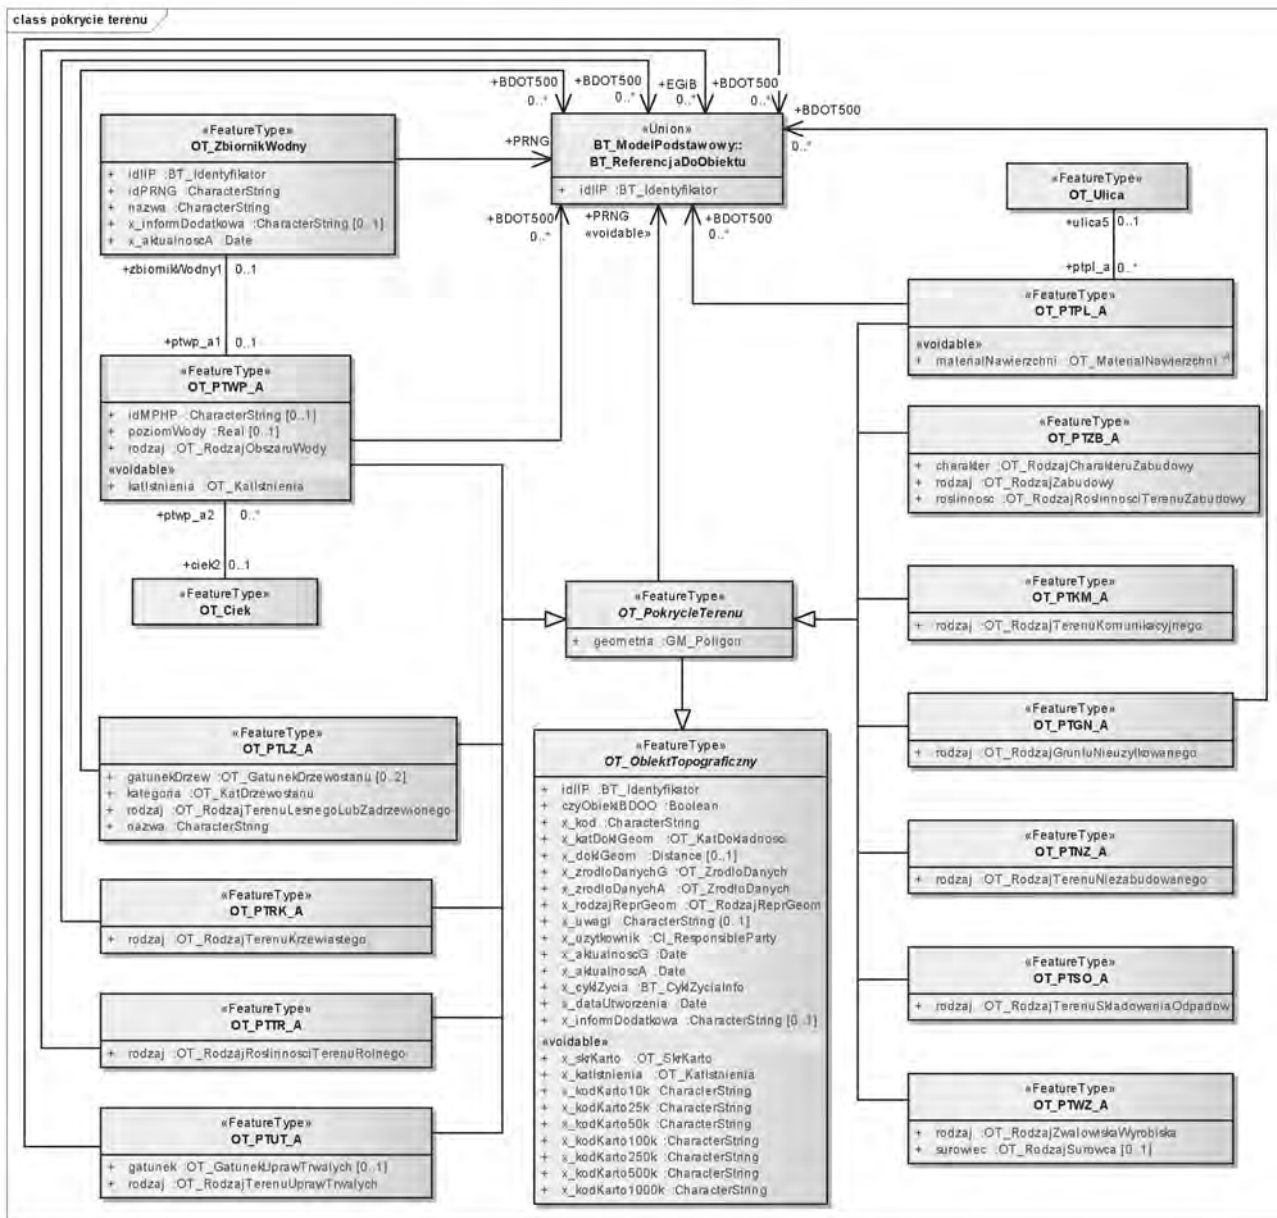 class pokrycie terenu
+BDOT500
0..*
+BDOT500
0..*
+EGiB
0..*
+BDOT500
0..*
+BDOT500
0..*
«FeatureType»
OT_ZbiornikWodny
+ idIIP :BT_Identyfikator
+ idPRNG :CharacterString
+ nazwa :CharacterString
+ x_informDodatkowa :CharacterString [0..1]
+ x_aktualnoscA :Date
+PRNG
«Union»
BT_ModelPodstawowy::
BT_ReferencjaDoObiektu
+ idIIP :BT_Identyfikator
+BDOT500
0..*
+PRNG
«voidable»
+BDOT500
0..*
«FeatureType»
OT_Ulica
+ulica5 0..1
+ptpl_a 0..*
«FeatureType»
OT_PTPL_A
«voidable»
+ materialNawierzchni :OT_MaterialNawierzchni
+zbiornikWodny1 0..1
+ptwp_a1 0..1
«FeatureType»
OT_PTWP_A
+ idMPHP :CharacterString [0..1]
+ poziomWody :Real [0..1]
+ rodzaj :OT_RodzajObszaruWody
«voidable»
+ katIstnienia :OT_KatIstnienia
+ptwp_a2 0..*
+ciek2 0..1
«FeatureType»
OT_Ciek
«FeatureType»
OT_PTZB_A
+ charakter :OT_RodzajCharakteruZabudowy
+ rodzaj :OT_RodzajZabudowy
+ roslinnosc :OT_RodzajRoslinnosciTerenuZabudowy
«FeatureType»
OT_PokrycieTerenu
+ geometria :GM_Poligon
«FeatureType»
OT_PTKM_A
+ rodzaj :OT_RodzajTerenuKomunikacyjnego
«FeatureType»
OT_PTGN_A
+ rodzaj :OT_RodzajGruntuNieuzytkowanego
«FeatureType»
OT_PTLZ_A
+ gatunekDrzew :OT_GatunekDrzewostanu [0..2]
+ kategoria :OT_KatDrzewostanu
+ rodzaj :OT_RodzajTerenuLesnegoLubZadrzewionego
+ nazwa :CharacterString
«FeatureType»
OT_ObiektTopograficzny
+ idIIP :BT_Identyfikator
+ czyObiektBDOO :Boolean
+ x_kod :CharacterString
+ x_katDoklGeom :OT_KatDokladnosci
+ x_doklGeom :Distance [0..1]
+ x_zrodloDanychG :OT_ZrodloDanych
+ x_zrodloDanychA :OT_ZrodloDanych
+ x_rodzajReprGeom :OT_RodzajReprGeom
+ x_uwagi :CharacterString [0..1]
+ x_uzytkownik :CI_ResponsibleParty
+ x_aktualnoscG :Date
+ x_aktualnoscA :Date
+ x_cyklZycia :BT_CyklZyciaInfo
+ x_dataUtworzenia :Date
+ x_informDodatkowa :CharacterString [0..1]
«voidable»
+ x_skrKarto :OT_SkrKarto
+ x_katIstnienia :OT_KatIstnienia
+ x_kodKarto10k :CharacterString
+ x_kodKarto25k :CharacterString
+ x_kodKarto50k :CharacterString
+ x_kodKarto100k :CharacterString
+ x_kodKarto250k :CharacterString
+ x_kodKarto500k :CharacterString
+ x_kodKarto1000k :CharacterString
«FeatureType»
OT_PTNZ_A
+ rodzaj :OT_RodzajTerenuNiezabudowanego
«FeatureType»
OT_PTRK_A
+ rodzaj :OT_RodzajTerenuKrzewiastego
«FeatureType»
OT_PTSO_A
+ rodzaj :OT_RodzajTerenuSkladowaniaOdpadow
«FeatureType»
OT_PTTR_A
+ rodzaj :OT_RodzajRoslinnosciTerenuRolnego
«FeatureType»
OT_PTWZ_A
+ rodzaj :OT_RodzajZwalowiskaWyrobiska
+ surowiec :OT_RodzajSurowca [0..1]
«FeatureType»
OT_PTUT_A
+ gatunek :OT_GatunekUprawTrwalych [0..1]
+ rodzaj :OT_RodzajTerenuUprawTrwalych